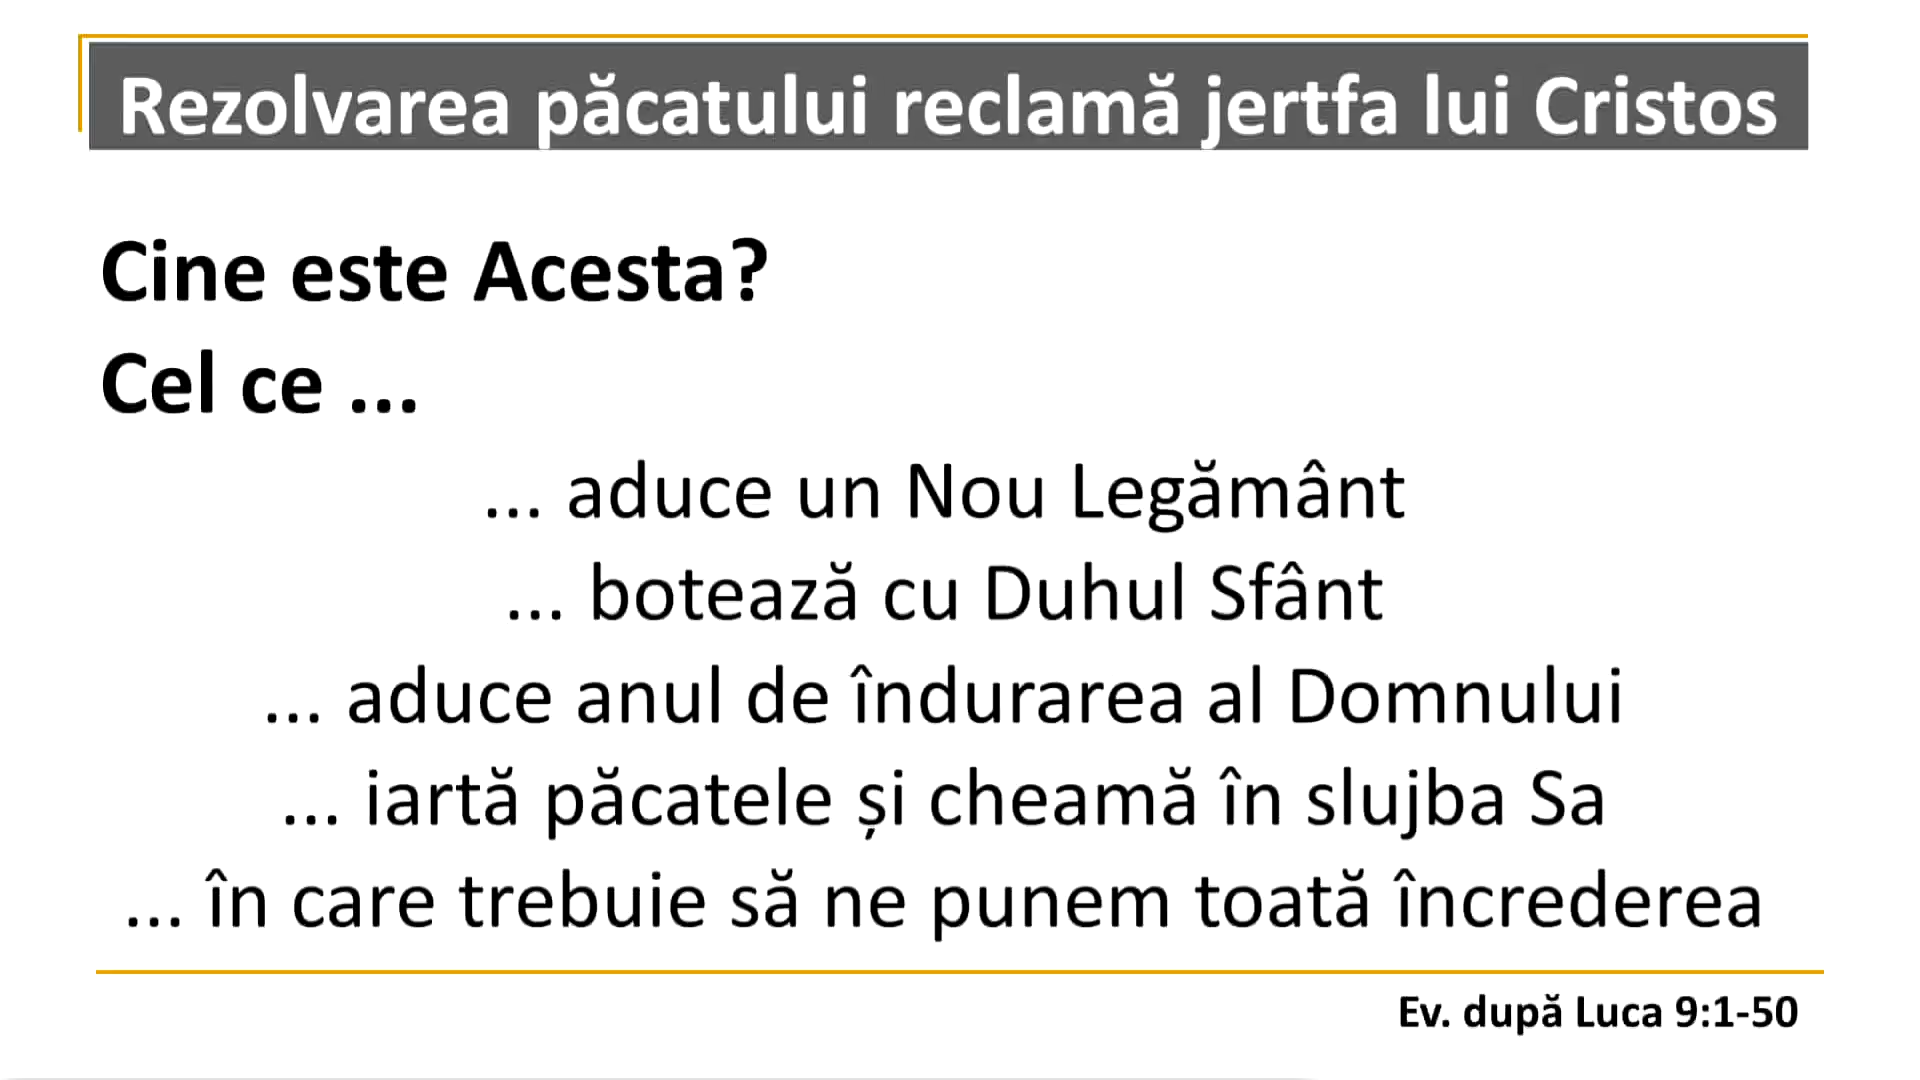 Rezolvarea păcatului reclamă jertfa lui Cristos
Cine este Acesta?
Cel ce ...
... aduce un Nou Legământ
... botează cu Duhul Sfânt
... aduce anul de îndurarea al Domnului
... iartă păcatele și cheamă în slujba Sa
... în care trebuie să ne punem toată încrederea
Ev. după Luca 9:1-50